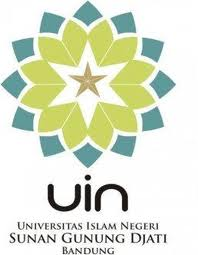 uin
UNIVERSITAS ISLAM NEGERI
SUNAN GUNUNG DJATI
BANDUNG